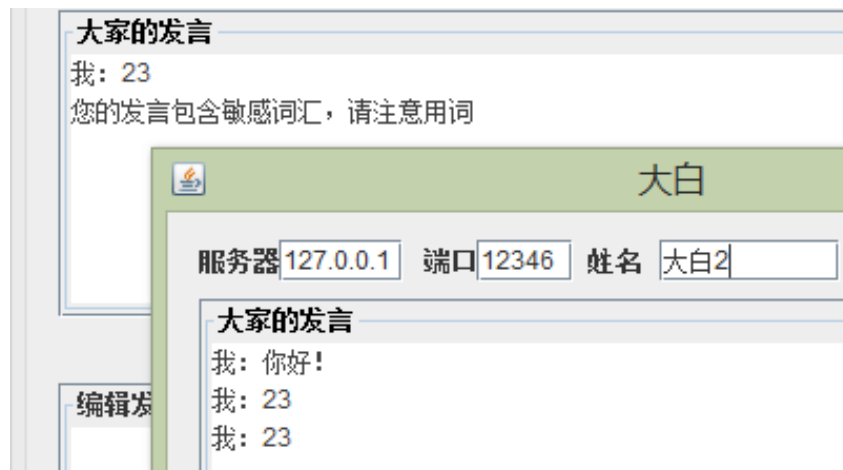 大家的发言
我：23
您的发言包含敏感词汇，请注意用词
大白
服务器 127.0.0.1 端口 12346 姓名 大白2
大家的发言
我：你好！
我：23
我：23
编辑发